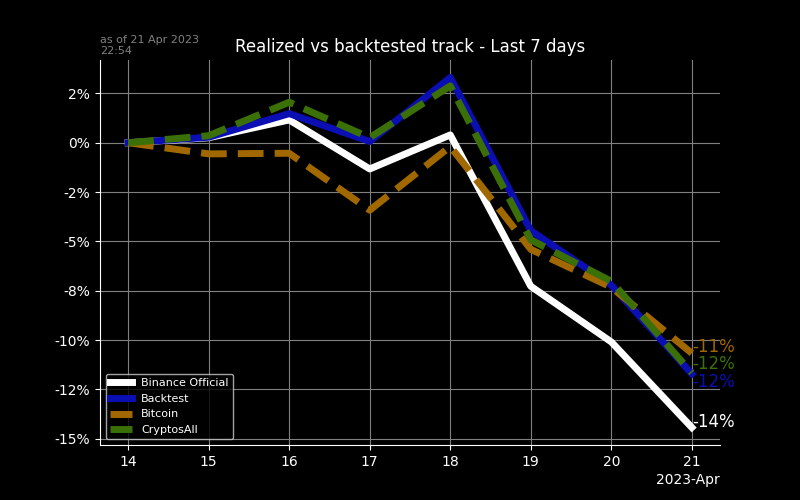 as of 21 Apr 2023
22:54
Realized vs backtested track - Last 7 days
2%
0%
-2%
-5%
-8%
-10%
-12%
-15%
-11%
-12%
-12%
-14%
Binance Official
Backtest
Bitcoin
CryptosAll
14 15 16 17 18 19 20 21
2023-Apr